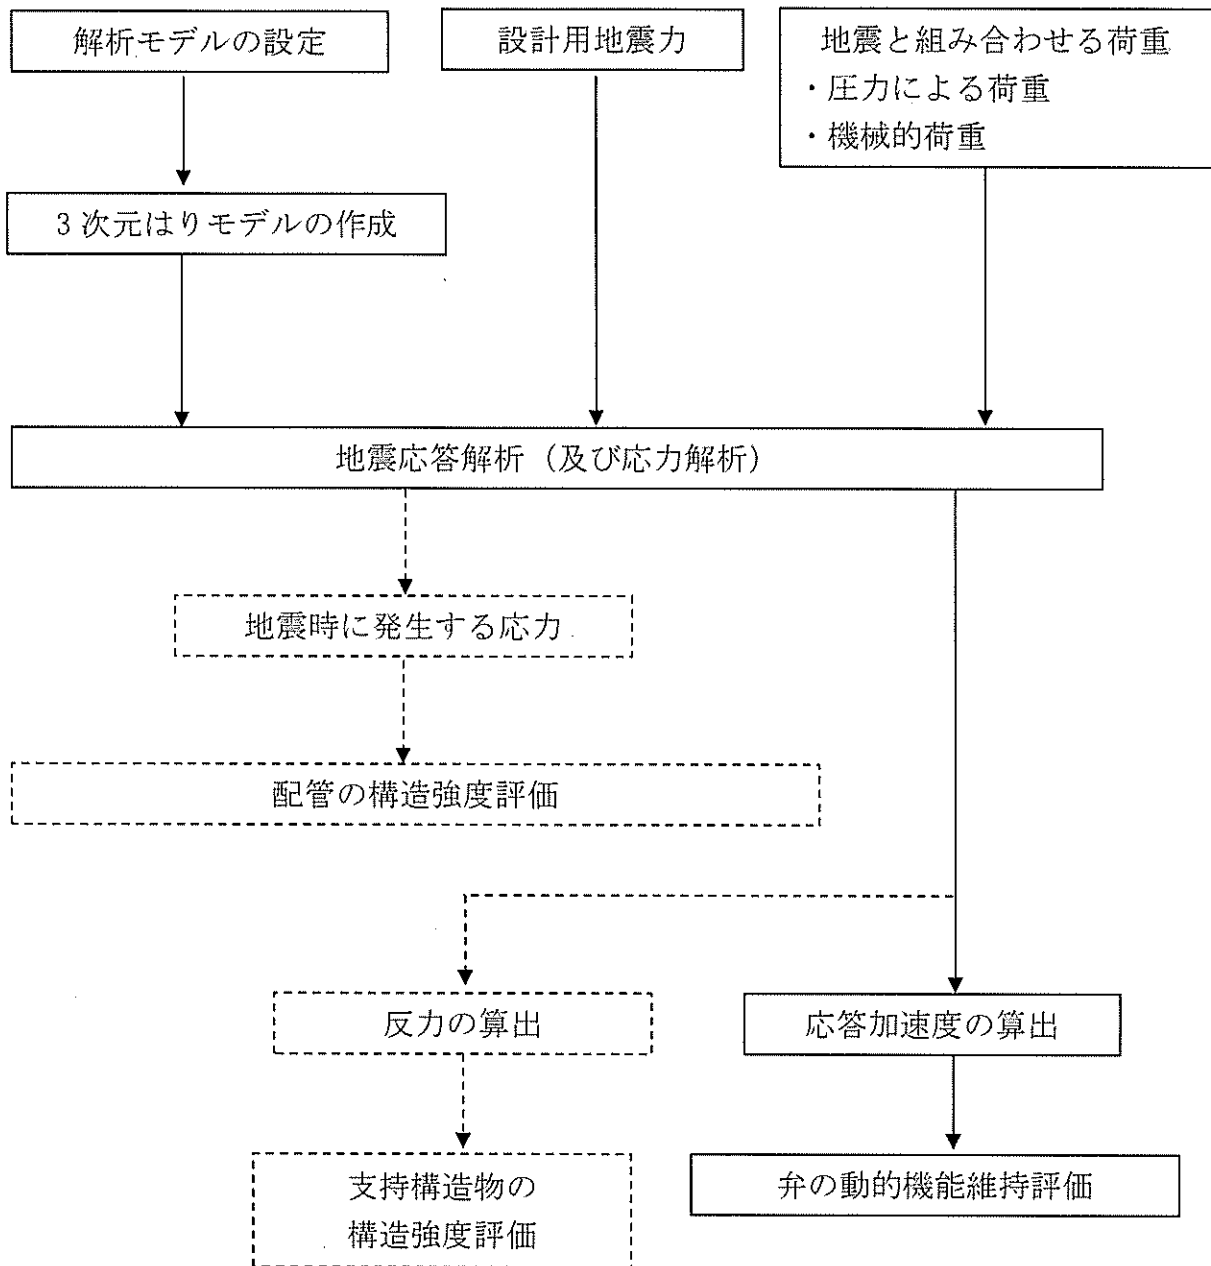 解析モデルの設定
設計用地震力
地震と組み合わせる荷重
・圧力による荷重
・機械的荷重
3次元はりモデルの作成
地震応答解析（及び応力解析）
地震時に発生する応力
配管の構造強度評価
反力の算出
応答加速度の算出
支持構造物の
構造強度評価
弁の動的機能維持評価